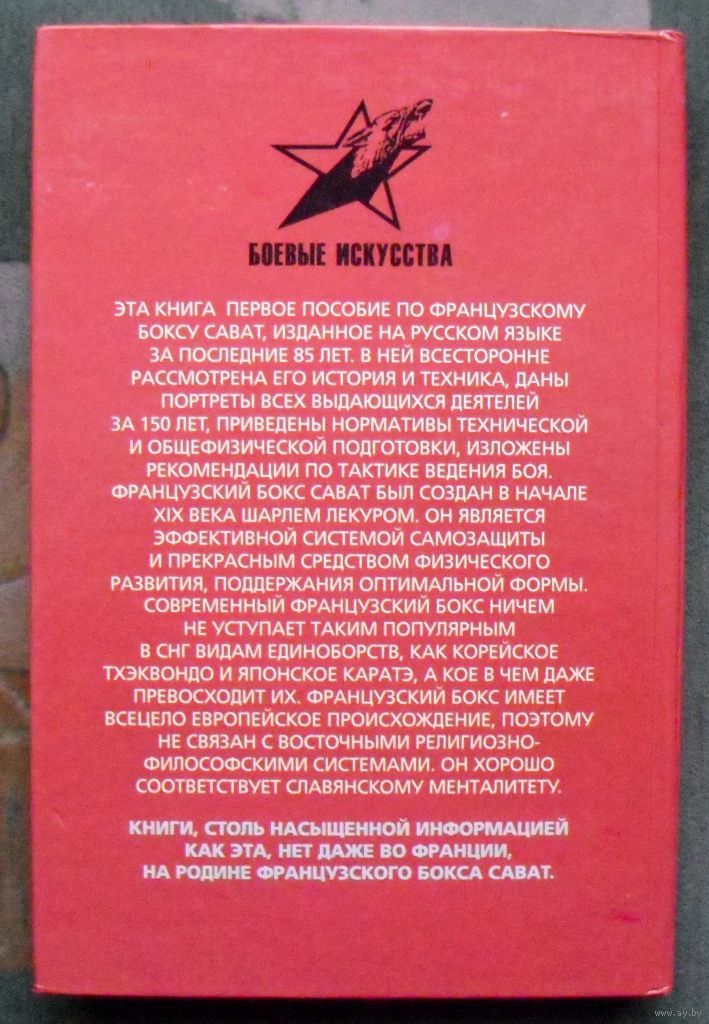 БОЕВЫЕ ИСКУССТВА
ЭТА КНИГА ПЕРВОЕ ПОСОБИЕ ПО ФРАНЦУЗСКОМУ
БОКСУ САВАТ, ИЗДАННОЕ НА РУССКОМ ЯЗЫКЕ
ЗА ПОСЛЕДНИЕ 85 ЛЕТ. В НЕЙ ВСЕСТОРОННЕ
РАССМОТРЕНА ЕГО ИСТОРИЯ И ТЕХНИКА, ДАНЫ
ПОРТРЕТЫ ВСЕХ ВЫДАЮЩИХСЯ ДЕЯТЕЛЕЙ
ЗА 150 ЛЕТ, ПРИВЕДЕНЫ НОРМАТИВЫ ТЕХНИЧЕСКОЙ
И ОБЩЕФИЗИЧЕСКОЙ ПОДГОТОВКИ, ИЗЛОЖЕНЫ
РЕКОМЕНДАЦИИ ПО ТАКТИКЕ ВЕДЕНИЯ БОЯ.
ФРАНЦУЗСКИЙ БОКС САВАТ БЫЛ СОЗДАН В НАЧАЛЕ
XIX ВЕКА ШАРЛЕМ ЛЕКУРОМ. ОН ЯВЛЯЕТСЯ
ЭФФЕКТИВНОЙ СИСТЕМОЙ САМОЗАЩИТЫ
И ПРЕКРАСНЫМ СРЕДСТВОМ ФИЗИЧЕСКОГО
РАЗВИТИЯ, ПОДДЕРЖАНИЯ ОПТИМАЛЬНОЙ ФОРМЫ.
СОВРЕМЕННЫЙ ФРАНЦУЗСКИЙ БОКС НИЧЕМ
НЕ УСТУПАЕТ ТАКИМ ПОПУЛЯРНЫМ
В СНГ ВИДАМ ЕДИНОБОРСТВ, КАК КОРЕЙСКОЕ
ТХЭКВОНДО И ЯПОНСКОЕ КАРАТЭ, А КОЕ В ЧЕМ ДАЖЕ
ПРЕВОСХОДИТ ИХ. ФРАНЦУЗСКИЙ БОКС ИМЕЕТ
ВСЕЦЕЛО ЕВРОПЕЙСКОЕ ПРОИСХОЖДЕНИЕ, ПОЭТОМУ
НЕ СВЯЗАН С ВОСТОЧНЫМИ РЕЛИГИОЗНО-
ФИЛОСОФСКИМИ СИСТЕМАМИ. ОН ХОРОШО
СООТВЕТСТВУЕТ СЛАВЯНСКОМУ МЕНТАЛИТЕТУ.
КНИГИ, СТОЛЬ НАСЫЩЕННОЙ ИНФОРМАЦИЕЙ
КАК ЭТА, НЕТ ДАЖЕ ВО ФРАНЦИИ,
НА РОДИНЕ ФРАНЦУЗСКОГО БОКСА САВАТ.
www.ay.by